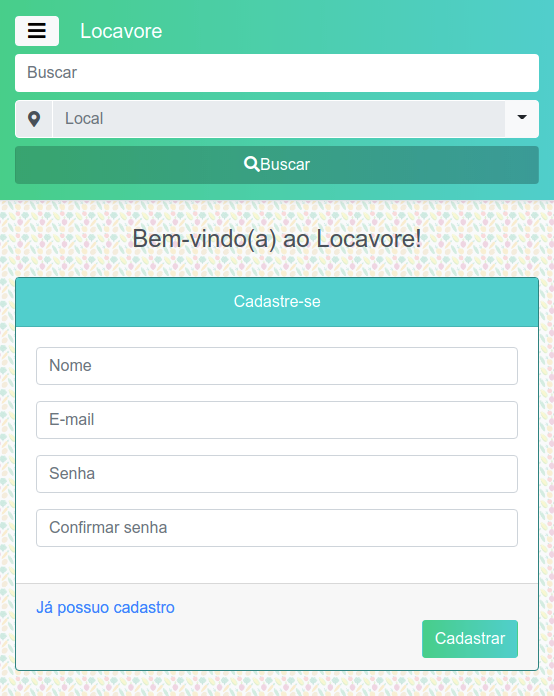 Locavore
Buscar
Local
Buscar
Bem-vindo(a) ao Locavore!
Cadastre-se
Nome
E-mail
Senha
Confirmar senha
Já possuo cadastro
Cadastrar